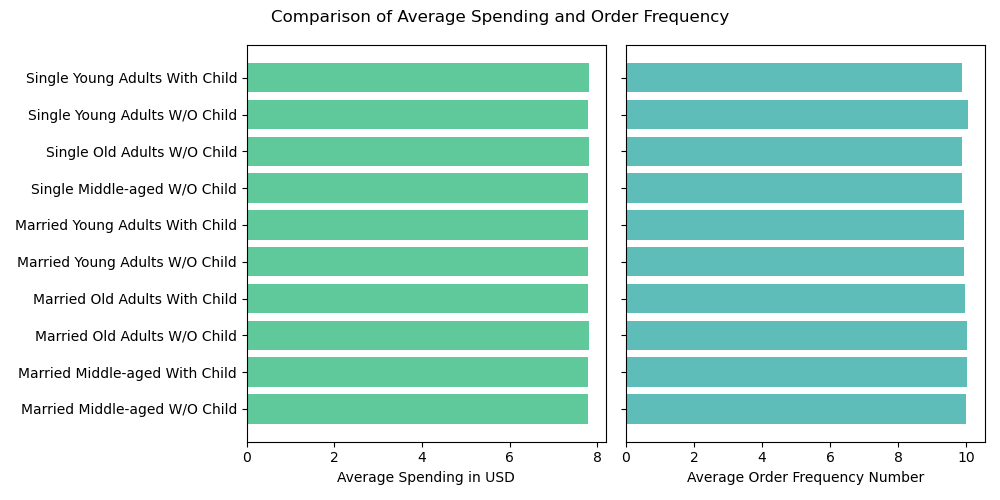 Comparison of Average Spending and Order Frequency
Single Young Adults With Child
Single Young Adults W/O Child
Single Old Adults W/O Child
Single Middle-aged W/O Child
Married Young Adults With Child
Married Young Adults W/O Child
Married Old Adults With Child
Married Old Adults W/O Child
Married Middle-aged With Child
Married Middle-aged W/O Child
0 2 4 6 8
Average Spending in USD
0 2 4 6 8 10
Average Order Frequency Number